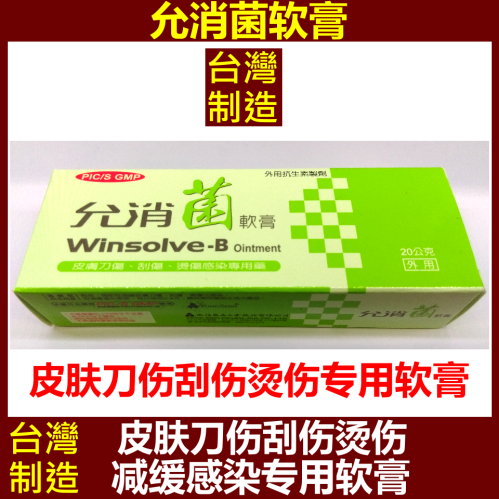 允消菌软膏
台灣
制造
PIC/S GMP
外用抗生素製劑
允消菌軟膏
Winsolve-B Ointment
皮膚刀傷、刮傷、燙傷感染專用藥
20公克
外用
允消菌軟膏
皮肤刀伤刮伤烫伤专用软膏
台灣
制造
皮肤刀伤刮伤烫伤
减缓感染专用软膏